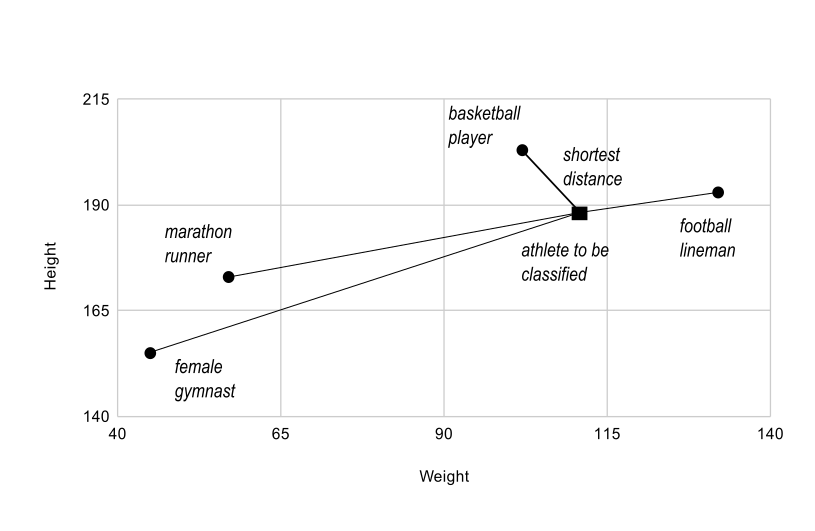 215
basketball
player
shortest
distance
190
marathon
runner
football
lineman
athlete to be
classified
Height
165
female
gymnast
140
40
65
90
115
140
Weight